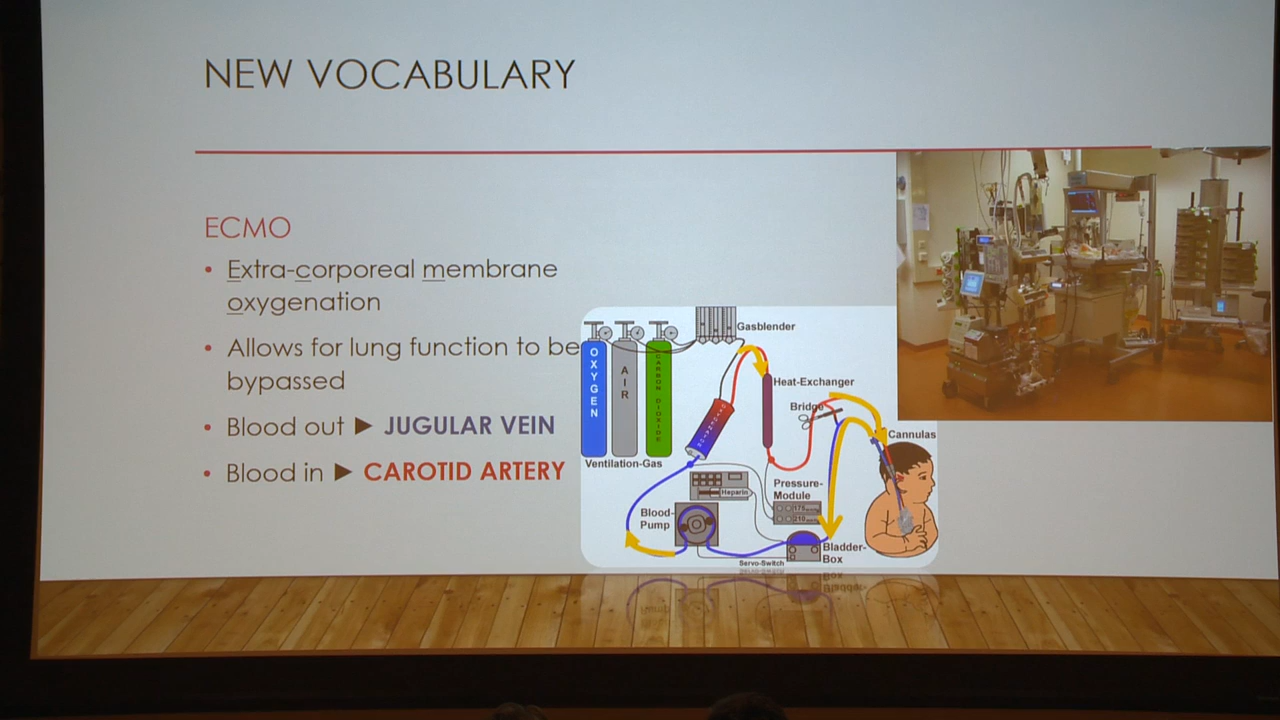 NEW VOCABULARY
ECMO
• Extra-corporeal membrane
oxygenation
• Allows for lung function to be
bypassed
• Blood out ► JUGULAR VEIN
• Blood in ► CAROTID ARTERY
OXYGEN
AIR
CARBON DIOXIDE
Gasblender
Heat-Exchanger
Bridge
Cannulas
Ventilation-Gas
Heparin
Pressure-
Module
Blood-
Pump
Bladder-
Box
Servo-Switch